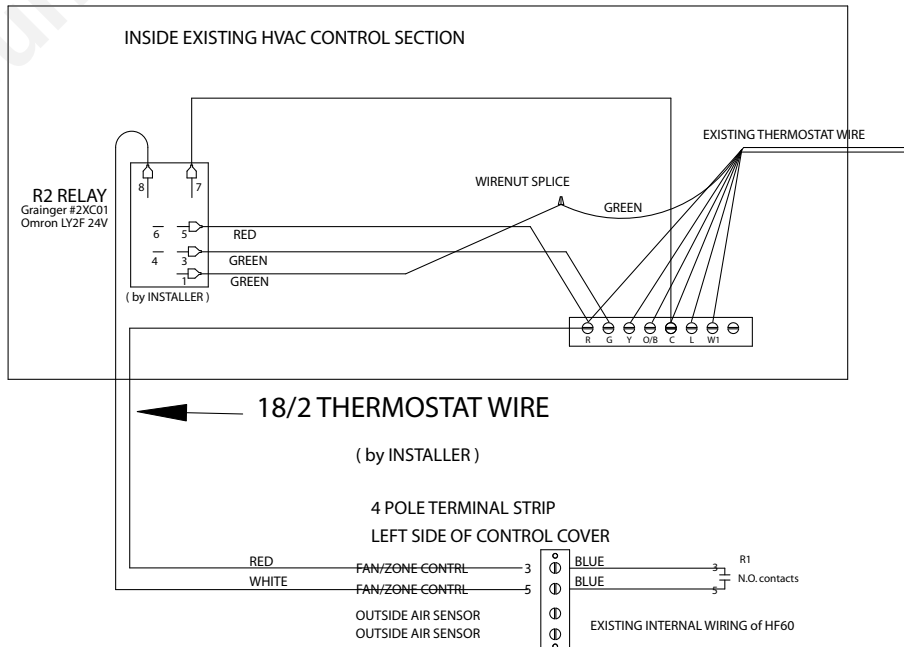 INSIDE EXISTING HVAC CONTROL SECTION
EXISTING THERMOSTAT WIRE
WIRENUT SPLICE
GREEN
8
7
R2 RELAY
Grainger #2XC01
Omron LY2F 24V
6
5
RED
4
3
GREEN
1
GREEN
( by INSTALLER )
R G Y O/B C L W1
18/2 THERMOSTAT WIRE
( by INSTALLER )
4 POLE TERMINAL STRIP
LEFT SIDE OF CONTROL COVER
RED
FAN/ZONE CONTRL
3
BLUE
3
R1
N.O. contacts
WHITE
FAN/ZONE CONTRL
5
BLUE
5
OUTSIDE AIR SENSOR
OUTSIDE AIR SENSOR
EXISTING INTERNAL WIRING of HF60